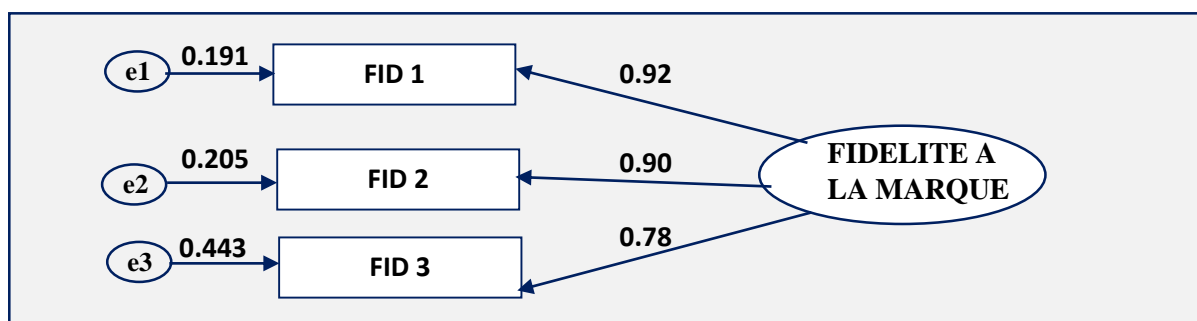 0.191
e1
FID 1
0.92
0.205
e2
FID 2
0.90
FIDELITE A
LA MARQUE
0.443
e3
FID 3
0.78